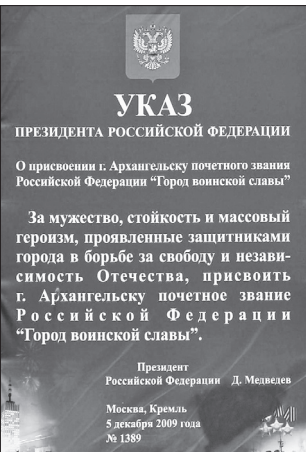 УКАЗ
ПРЕЗИДЕНТА РОССИЙСКОЙ ФЕДЕРАЦИИ
О присвоении г. Архангельску почетного звания
Российской Федерации “Город воинской славы”
За мужество, стойкость и массовый
героизм, проявленные защитниками
города в борьбе за свободу и незави-
симость Отечества, присвоить
г. Архангельску почетное звание
Российской Федерации
“Город воинской славы”.
Президент
Российской Федерации Д. Медведев
Москва, Кремль
5 декабря 2009 года
№ 1389